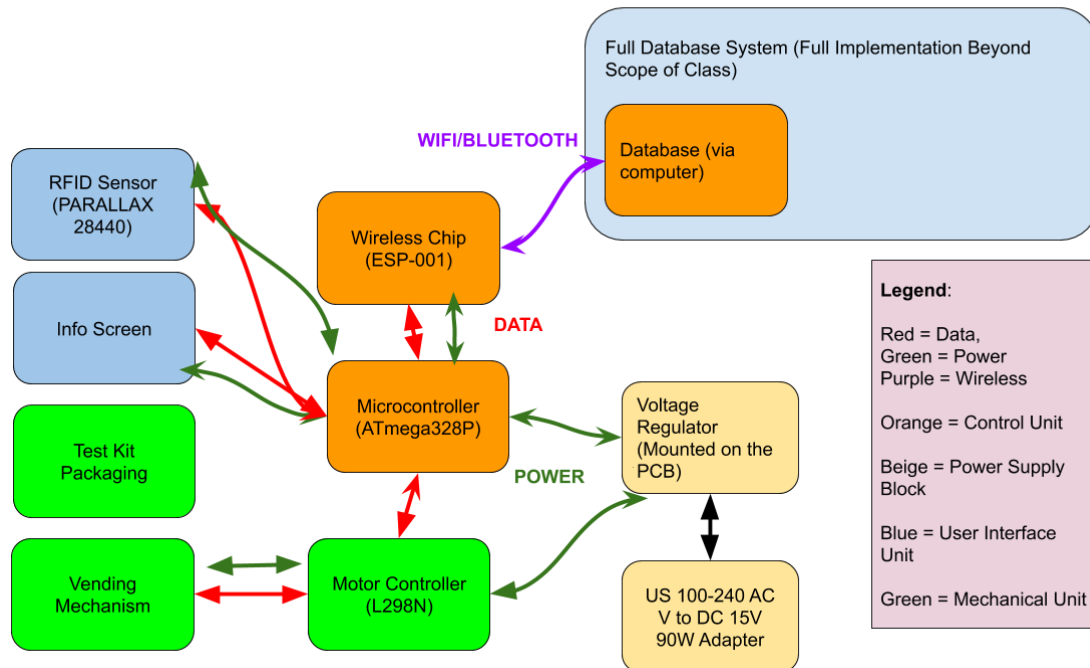 Full Database System (Full Implementation Beyond
Scope of Class)
WIFI/BLUETOOTH
Database (via
computer)
RFID Sensor
(PARALLAX
28440)
Wireless Chip
(ESP-001)
Info Screen
DATA
Legend:
Red = Data,
Green = Power
Purple = Wireless
Orange = Control Unit
Beige = Power Supply
Block
Blue = User Interface
Unit
Green = Mechanical Unit
Microcontroller
(ATmega328P)
Voltage
Regulator
(Mounted on the
PCB)
Test Kit
Packaging
POWER
Vending
Mechanism
Motor Controller
(L298N)
US 100-240 AC
V to DC 15V
90W Adapter